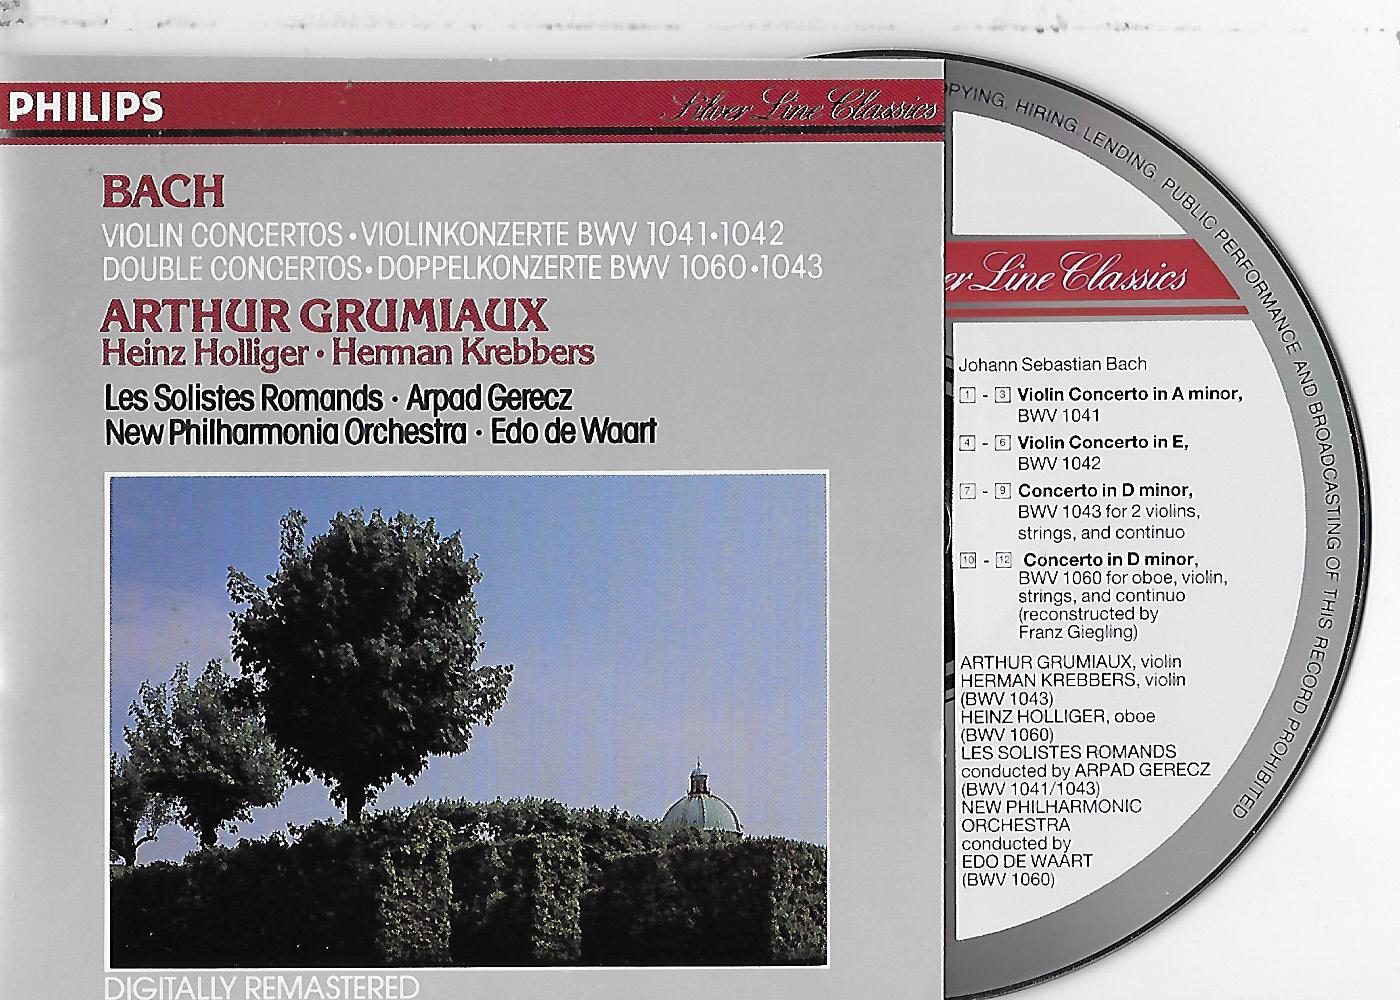 PHILIPS
Silver Line Classics
BACH
VIOLIN CONCERTOS • VIOLINKONZERTE BWV 1041 • 1042
DOUBLE CONCERTOS • DOPPELKONZERTE BWV 1060 • 1043
ARTHUR GRUMIAUX
Heinz Holliger • Herman Krebbers
Les Solistes Romands • Arpad Gerecz
New Philharmonia Orchestra • Edo de Waart
DIGITALLY REMASTERED
OPYING, HIRING, LENDING, PUBLIC PERFORMANCE AND BROADCASTING OF THIS RECORD PROHIBITED
er Line Classics
Johann Sebastian Bach
1 - 3 Violin Concerto in A minor,
BWV 1041
4 - 6 Violin Concerto in E,
BWV 1042
7 - 9 Concerto in D minor,
BWV 1043 for 2 violins,
strings, and continuo
10 - 12 Concerto in D minor,
BWV 1060 for oboe, violin,
strings, and continuo
(reconstructed by
Franz Giegling)
ARTHUR GRUMIAUX, violin
HERMAN KREBBERS, violin
(BWV 1043)
HEINZ HOLLIGER, oboe
(BWV 1060)
LES SOLISTES ROMANDS
conducted by ARPAD GERECZ
(BWV 1041/1043)
NEW PHILHARMONIC
ORCHESTRA
conducted by
EDO DE WAART
(BWV 1060)